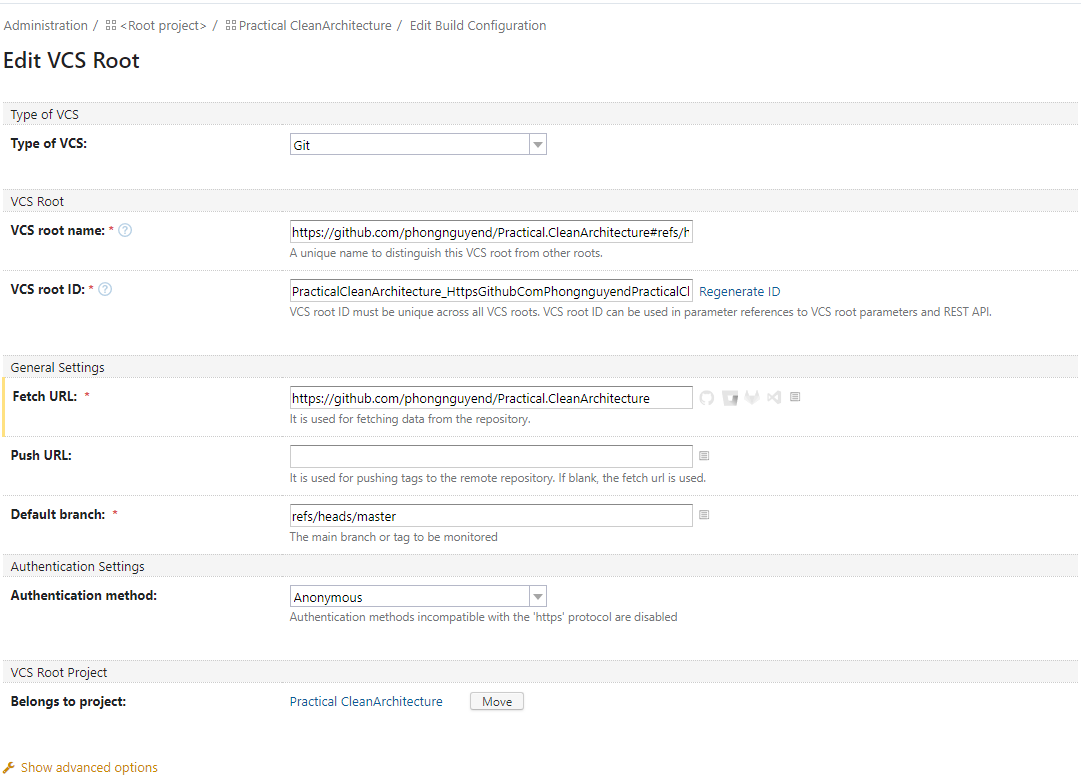 Administration / <Root project> / Practical CleanArchitecture / Edit Build Configuration
Edit VCS Root
Type of VCS
Type of VCS: Git
VCS Root
VCS root name: * https://github.com/phongnguyend/Practical.CleanArchitecture#refs/h
A unique name to distinguish this VCS root from other roots.
VCS root ID: * PracticalCleanArchitecture_HttpsGithubComPhongnguyendPracticalCl Regenerate ID
VCS root ID must be unique across all VCS roots. VCS root ID can be used in parameter references to VCS root parameters and REST API.
General Settings
Fetch URL: * https://github.com/phongnguyend/Practical.CleanArchitecture
It is used for fetching data from the repository.
Push URL:
It is used for pushing tags to the remote repository. If blank, the fetch url is used.
Default branch: * refs/heads/master
The main branch or tag to be monitored
Authentication Settings
Authentication method: Anonymous
Authentication methods incompatible with the 'https' protocol are disabled
VCS Root Project
Belongs to project: Practical CleanArchitecture Move
Show advanced options